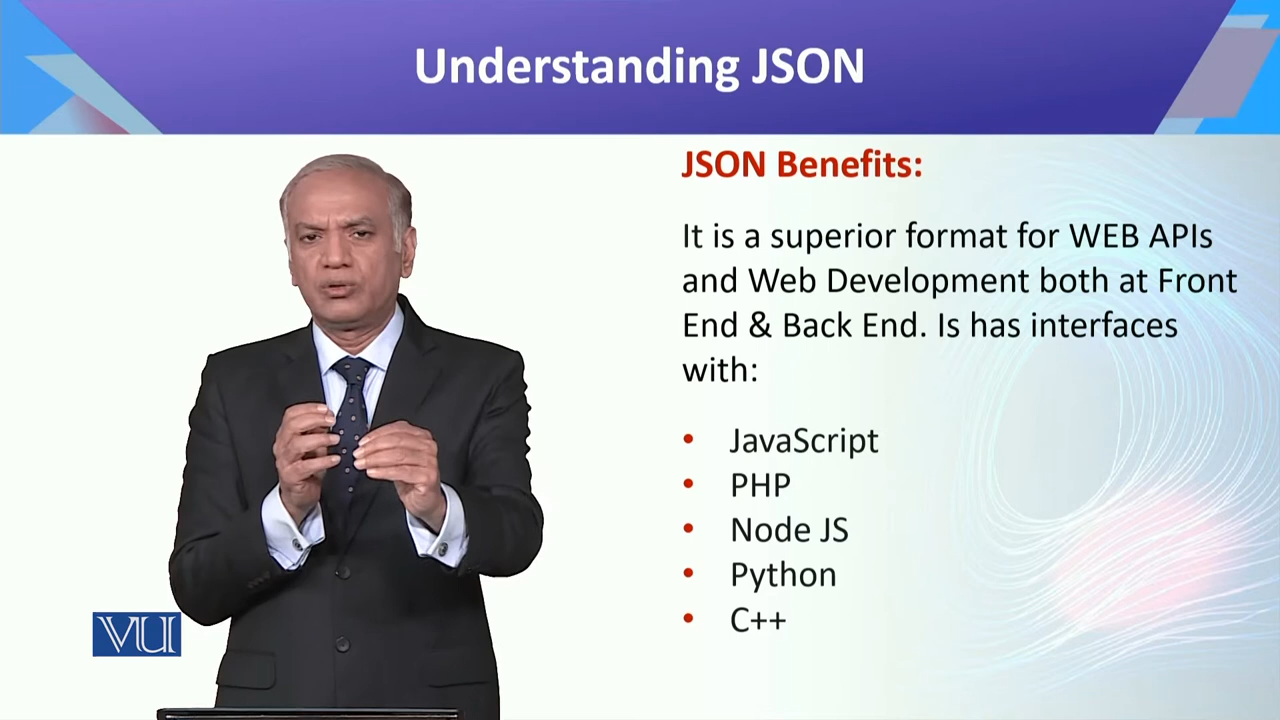 Understanding JSON
JSON Benefits:
It is a superior format for WEB APIs
and Web Development both at Front
End & Back End. Is has interfaces
with:
• JavaScript
• PHP
• Node JS
• Python
• C++
VU